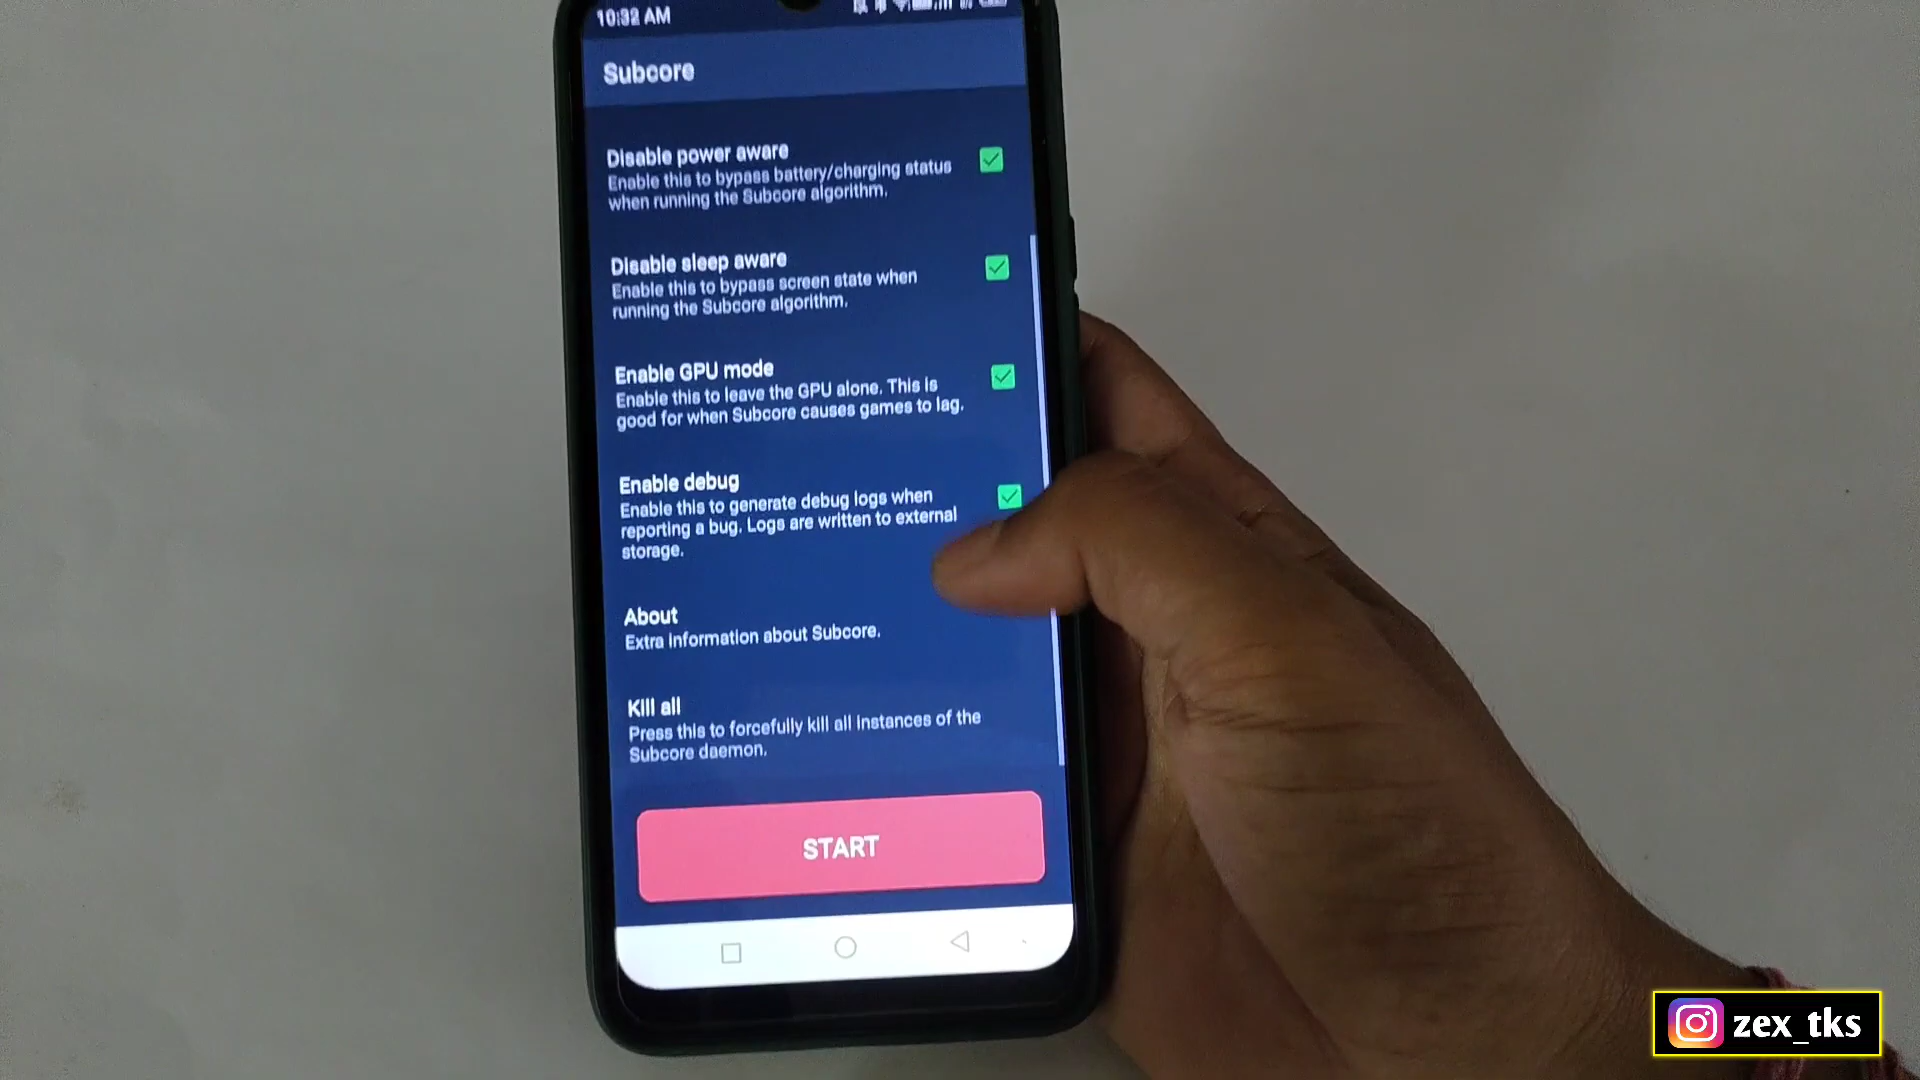 10:32 AM
Subcore
Disable power aware
Enable this to bypass battery/charging status
when running the Subcore algorithm.
Disable sleep aware
Enable this to bypass screen state when
running the Subcore algorithm.
Enable GPU mode
Enable this to leave the GPU alone. This is
good for when Subcore causes games to lag.
Enable debug
Enable this to generate debug logs when
reporting a bug. Logs are written to external
storage.
About
Extra information about Subcore.
Kill all
Press this to forcefully kill all instances of the
Subcore daemon.
START
zex_tks